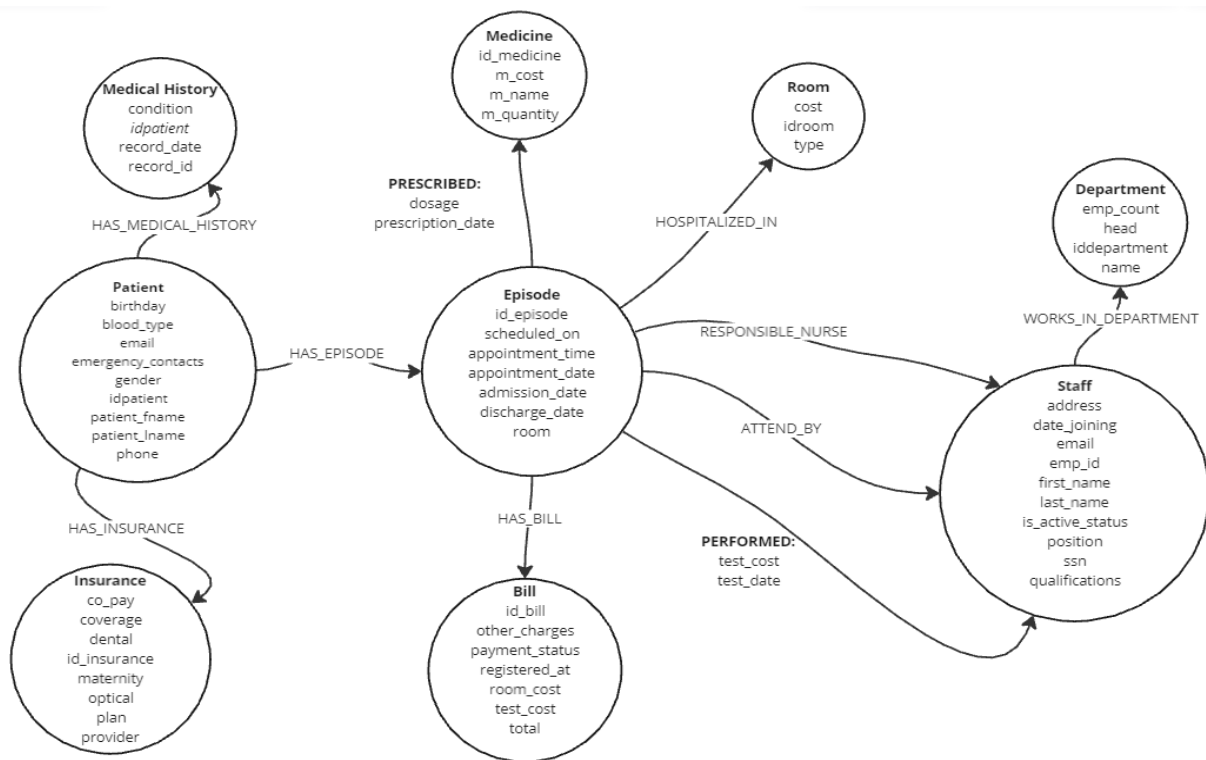 Medicine
id_medicine
m_cost
m_name
m_quantity
Medical History
condition
idpatient
record_date
record_id
Room
cost
idroom
type
Department
emp_count
head
iddepartment
name
PRESCRIBED:
dosage
prescription_date
HAS_MEDICAL_HISTORY
HOSPITALIZED_IN
Patient
birthday
blood_type
email
emergency_contacts
gender
idpatient
patient_fname
patient_lname
phone
HAS_EPISODE
Episode
id_episode
scheduled_on
appointment_time
appointment_date
admission_date
discharge_date
room
RESPONSIBLE_NURSE
WORKS_IN_DEPARTMENT
ATTEND_BY
Staff
address
date_joining
email
emp_id
first_name
last_name
is_active_status
position
ssn
qualifications
HAS_INSURANCE
HAS_BILL
PERFORMED:
test_cost
test_date
Insurance
co_pay
coverage
dental
id_insurance
maternity
optical
plan
provider
Bill
id_bill
other_charges
payment_status
registered_at
room_cost
test_cost
total